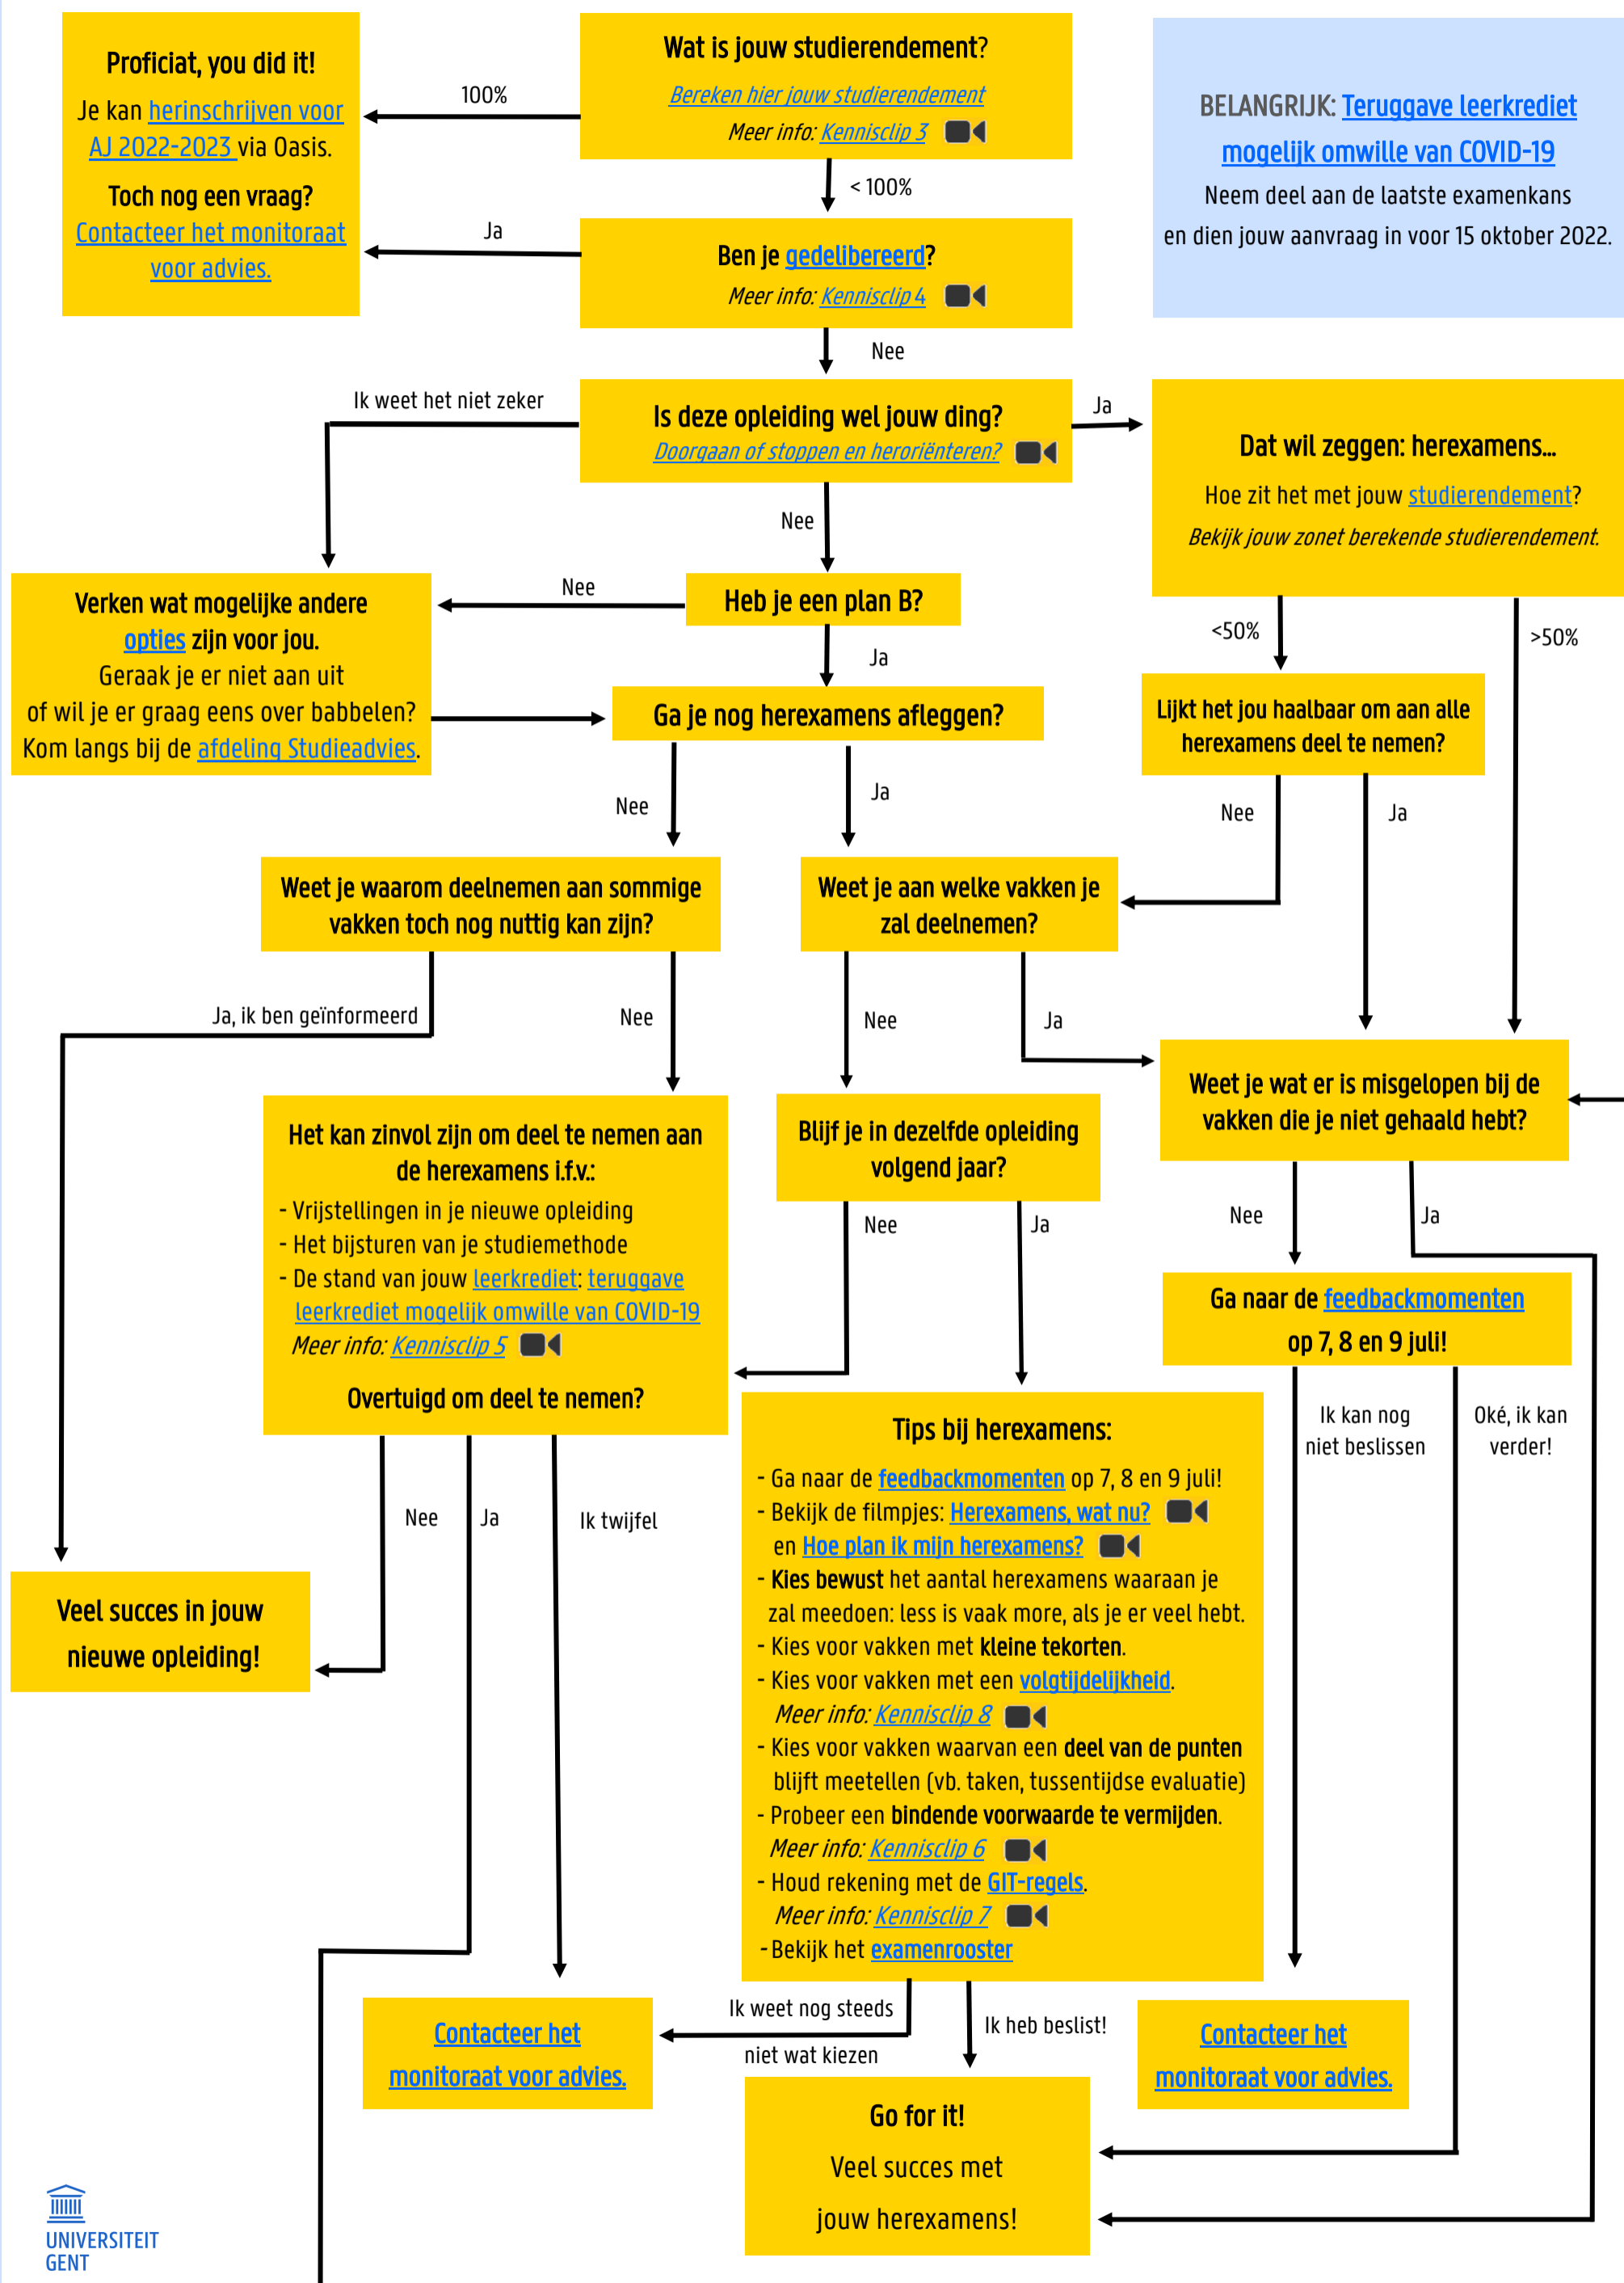 Proficiat, you did it!
Je kan herinschrijven voor
AJ 2022-2023 via Oasis.
Toch nog een vraag?
Contacteer het monitoraat
voor advies.
100%
Wat is jouw studierendement?
Bereken hier jouw studierendement
Meer info: Kennisclip 3
< 100%
BELANGRIJK: Teruggave leerkrediet
mogelijk omwille van COVID-19
Neem deel aan de laatste examenkans
en dien jouw aanvraag in voor 15 oktober 2022.
Ja
Ben je gedelibereerd?
Meer info: Kennisclip 4
Nee
Ik weet het niet zeker
Is deze opleiding wel jouw ding?
Doorgaan of stoppen en heroriënteren?
Ja
Dat wil zeggen: herexamens...
Hoe zit het met jouw studierendement?
Bekijk jouw zonet berekende studierendement.
Nee
Verken wat mogelijke andere
opties zijn voor jou.
Geraak je er niet aan uit
of wil je er graag eens over babbelen?
Kom langs bij de afdeling Studieadvies.
Nee
Heb je een plan B?
Ja
<50%
>50%
Ga je nog herexamens afleggen?
Lijkt het jou haalbaar om aan alle
herexamens deel te nemen?
Nee
Ja
Nee
Ja
Weet je waarom deelnemen aan sommige
vakken toch nog nuttig kan zijn?
Weet je aan welke vakken je
zal deelnemen?
Ja, ik ben geïnformeerd
Nee
Nee
Ja
Weet je wat er is misgelopen bij de
vakken die je niet gehaald hebt?
Het kan zinvol zijn om deel te nemen aan
de herexamens i.f.v.:
- Vrijstellingen in je nieuwe opleiding
- Het bijsturen van je studiemethode
- De stand van jouw leerkrediet: teruggave
leerkrediet mogelijk omwille van COVID-19
Meer info: Kennisclip 5
Overtuigd om deel te nemen?
Blijf je in dezelfde opleiding
volgend jaar?
Nee
Ja
Nee
Ja
Ga naar de feedbackmomenten
op 7, 8 en 9 juli!
Ik kan nog
niet beslissen
Oké, ik kan
verder!
Nee
Ja
Ik twijfel
Tips bij herexamens:
- Ga naar de feedbackmomenten op 7, 8 en 9 juli!
- Bekijk de filmpjes: Herexamens, wat nu?
en Hoe plan ik mijn herexamens?
- Kies bewust het aantal herexamens waaraan je
zal meedoen: less is vaak more, als je er veel hebt.
- Kies voor vakken met kleine tekorten.
- Kies voor vakken met een volgtijdelijkheid.
Meer info: Kennisclip 8
- Kies voor vakken waarvan een deel van de punten
blijft meetellen (vb. taken, tussentijdse evaluatie)
- Probeer een bindende voorwaarde te vermijden.
Meer info: Kennisclip 6
- Houd rekening met de GIT-regels.
Meer info: Kennisclip 7
- Bekijk het examenrooster
Veel succes in jouw
nieuwe opleiding!
Contacteer het
monitoraat voor advies.
Ik weet nog steeds
niet wat kiezen
Ik heb beslist!
Contacteer het
monitoraat voor advies.
Go for it!
Veel succes met
jouw herexamens!
UNIVERSITEIT
GENT